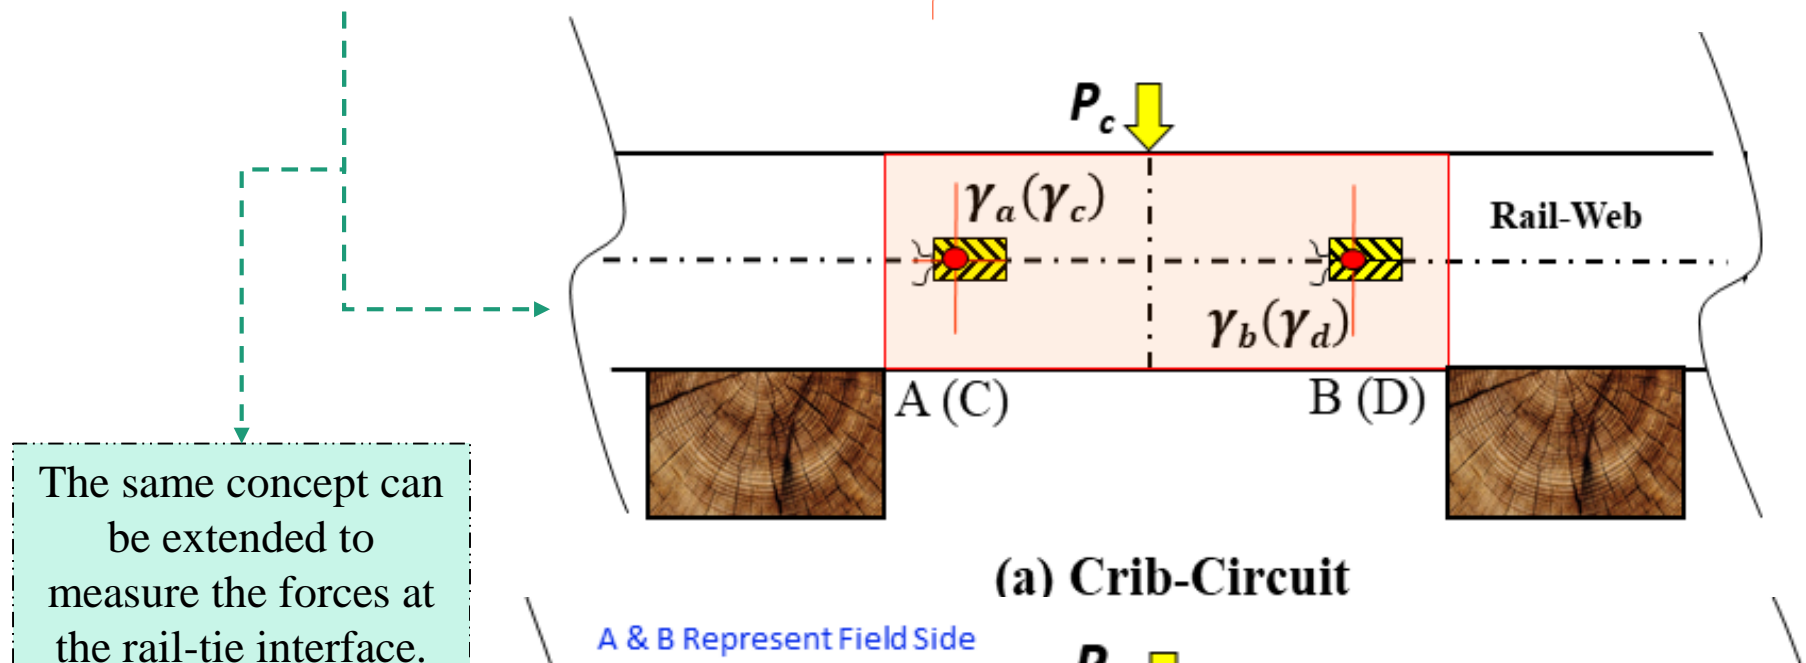 P_c
γ_a(γ_c)
Rail-Web
γ_b(γ_d)
A (C)
B (D)
The same concept can
be extended to
measure the forces at
the rail-tie interface.
(a) Crib-Circuit
A & B Represent Field Side
P